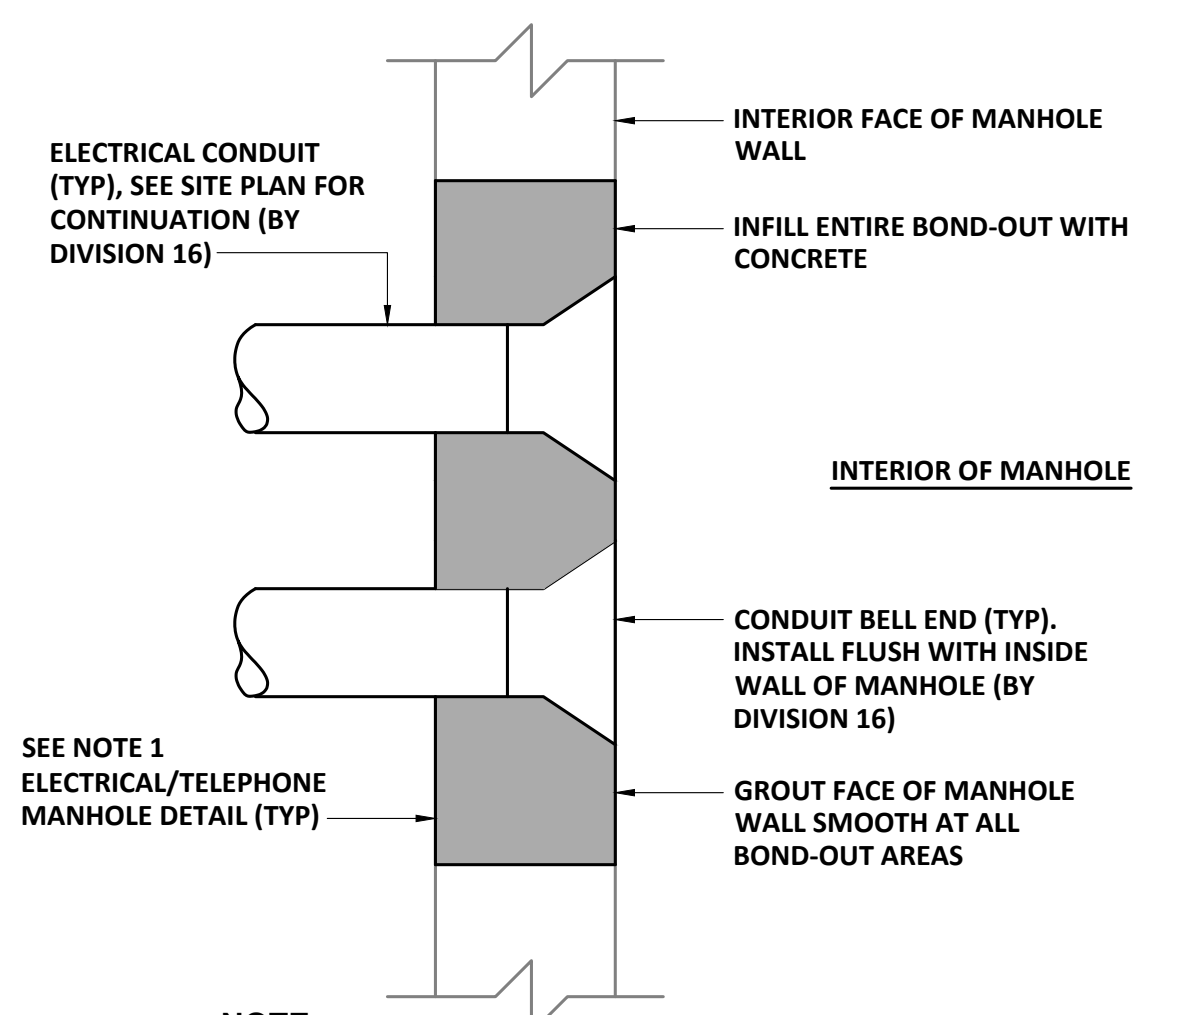 INTERIOR FACE OF MANHOLE
WALL
ELECTRICAL CONDUIT
(TYP), SEE SITE PLAN FOR
CONTINUATION (BY
DIVISION 16)
INFILL ENTIRE BOND-OUT WITH
CONCRETE
INTERIOR OF MANHOLE
CONDUIT BELL END (TYP).
INSTALL FLUSH WITH INSIDE
WALL OF MANHOLE (BY
DIVISION 16)
SEE NOTE 1
ELECTRICAL/TELEPHONE
MANHOLE DETAIL (TYP)
GROUT FACE OF MANHOLE
WALL SMOOTH AT ALL
BOND-OUT AREAS
NOTE